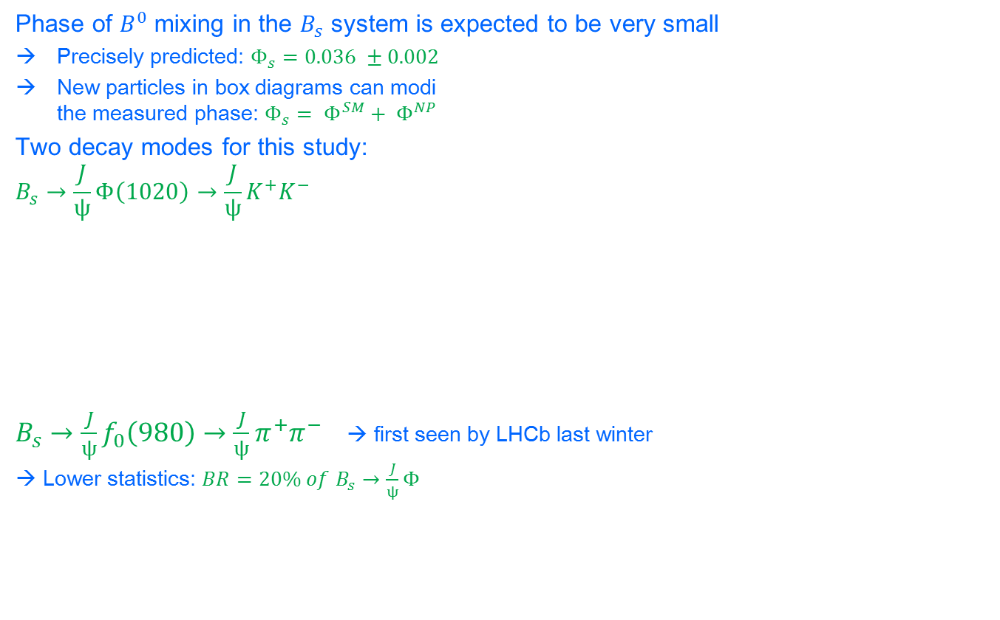 Phase of B⁰ mixing in the Bₛ system is expected to be very small
→ Precisely predicted: Φₛ = 0.036 ± 0.002
→ New particles in box diagrams can modi
the measured phase: Φₛ = Φ^SM + Φ^NP
Two decay modes for this study:
Bₛ → J/ψ Φ(1020) → J/ψ K⁺K⁻
Bₛ → J/ψ f₀(980) → J/ψ π⁺π⁻ → first seen by LHCb last winter
→ Lower statistics: BR = 20% of Bₛ → J/ψ Φ